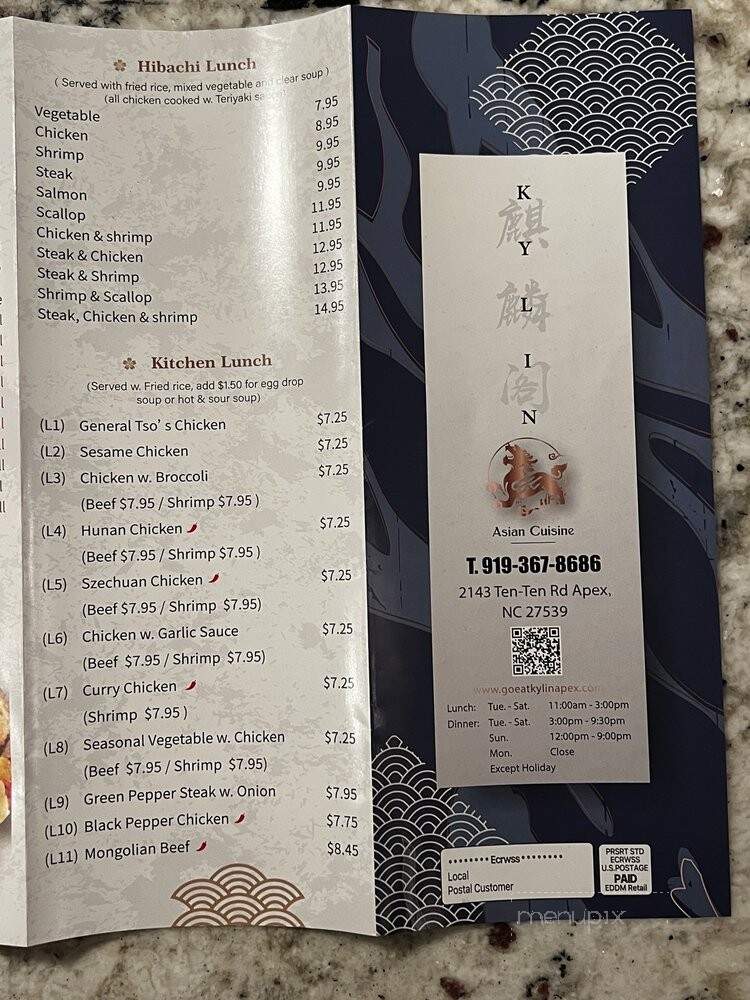 Hibachi Lunch
( Served with fried rice, mixed vegetable and clear soup )
(all chicken cooked w. Teriyaki
Vegetable 7.95
Chicken 8.95
Shrimp 9.95
Steak 9.95
Salmon 9.95
Scallop 11.95
Chicken & shrimp 11.95
Steak & Chicken 12.95
Steak & Shrimp 12.95
Shrimp & Scallop 13.95
Steak, Chicken & shrimp 14.95
Kitchen Lunch
(Served w. Fried rice, add $1.50 for egg drop
soup or hot & sour soup)
(L1) General Tso's Chicken $7.25
(L2) Sesame Chicken $7.25
(L3) Chicken w. Broccoli $7.25
(Beef $7.95 / Shrimp $7.95 )
(L4) Hunan Chicken $7.25
(Beef $7.95 / Shrimp $7.95 )
(L5) Szechuan Chicken $7.25
(Beef $7.95 / Shrimp $7.95)
(L6) Chicken w. Garlic Sauce $7.25
(Beef $7.95 / Shrimp $7.95)
(L7) Curry Chicken $7.25
(Shrimp $7.95 )
(L8) Seasonal Vegetable w. Chicken $7.25
(Beef $7.95 / Shrimp $7.95)
(L9) Green Pepper Steak w. Onion $7.95
(L10) Black Pepper Chicken $7.75
(L11) Mongolian Beef $8.45
KYLIN
麒麟阁
Asian Cuisine
T. 919-367-8686
2143 Ten-Ten Rd Apex,
NC 27539
www.goeatkylinapex.com
Lunch: Tue. - Sat. 11:00am - 3:00pm
Dinner: Tue. - Sat. 3:00pm - 9:30pm
Sun. 12:00pm - 9:00pm
Mon. Close
Except Holiday
******** Ecrwss ********
Local
Postal Customer
PRSRT STD
ECRWSS
U.S.POSTAGE
PAID
EDDM Retail
menupix